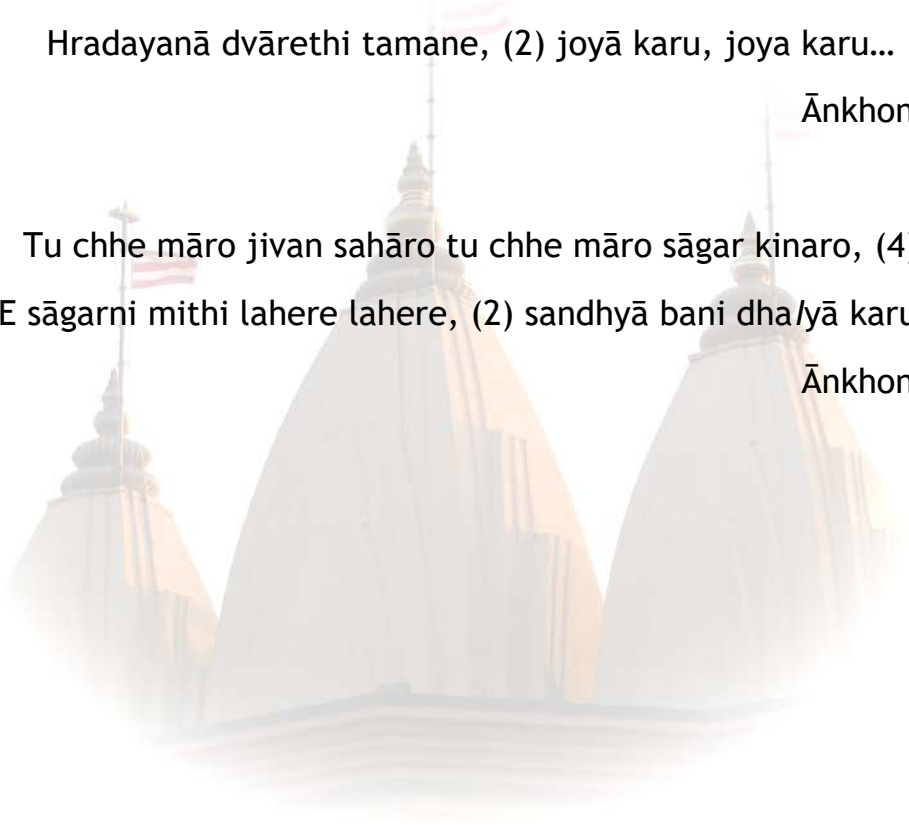 Hradayanā dvārethi tamane, (2) joyā karu, joya karu…
Ānkhon
Tu chhe māro jivan sahāro tu chhe māro sāgar kinaro, (4)
E sāgarni mithi lahere lahere, (2) sandhyā bani dhalyā karu
Ānkhon